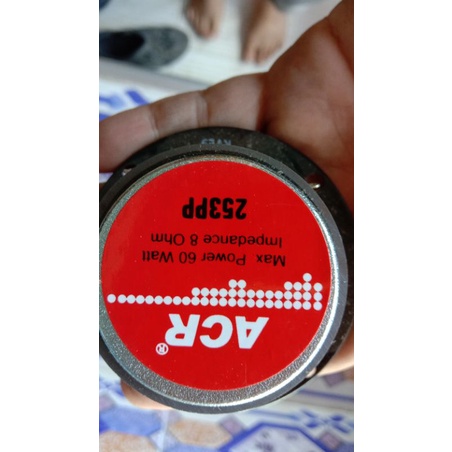 ACR®
Max Power 60 Watt
Impedance 8 Ohm
253PP